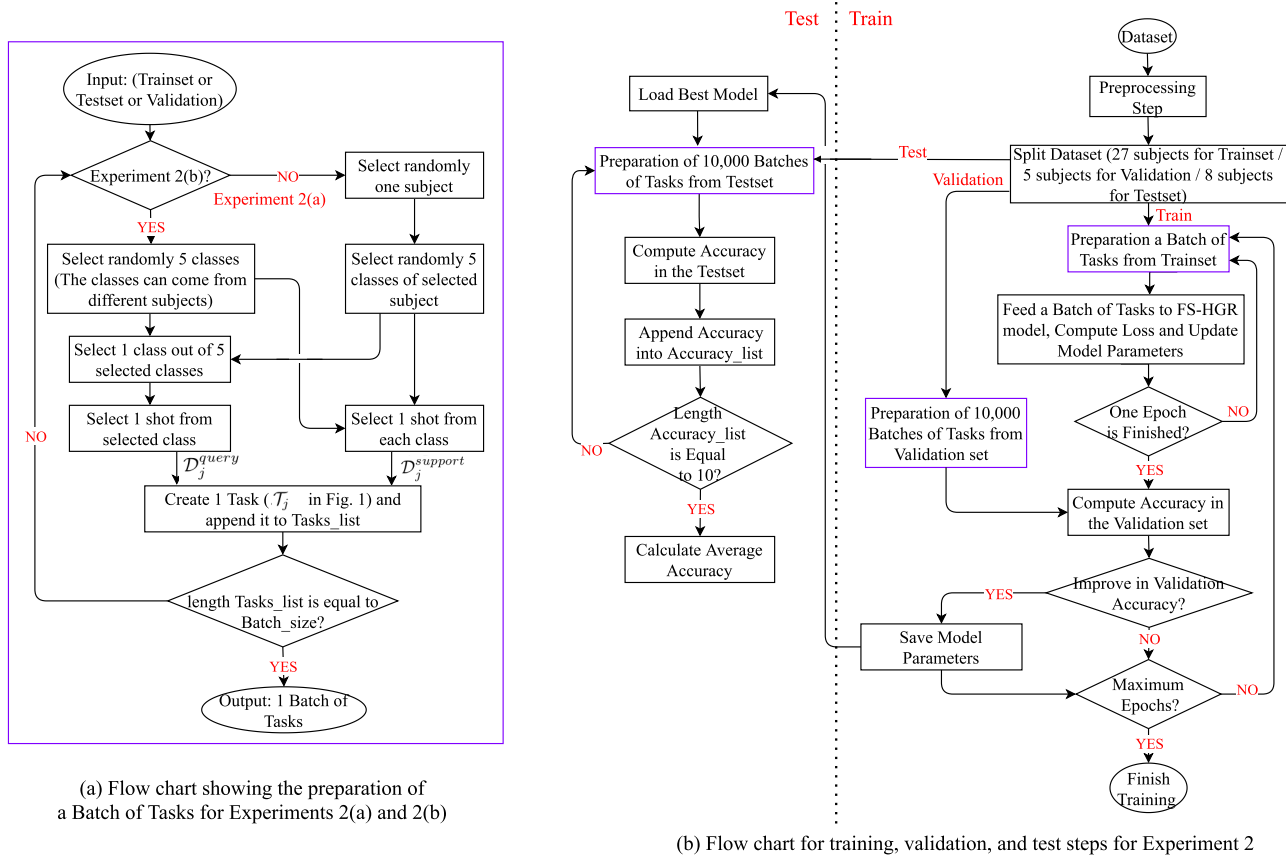 Input: (Trainset or
Testset or Validation)
Experiment 2(b)?
NO
Experiment 2(a)
Select randomly
one subject
YES
Select randomly 5 classes
(The classes can come from
different subjects)
Select randomly 5
classes of selected
subject
Select 1 class out of 5
selected classes
Select 1 shot from
selected class
Select 1 shot from
each class
NO
𝒟_j^{query}
𝒟_j^{support}
Create 1 Task (𝒯_j in Fig. 1) and
append it to Tasks_list
length Tasks_list is equal to
Batch_size?
YES
Output: 1 Batch of
Tasks
(a) Flow chart showing the preparation of
a Batch of Tasks for Experiments 2(a) and 2(b)
Test
Train
Load Best Model
Preparation of 10,000 Batches
of Tasks from Testset
Compute Accuracy
in the Testset
Append Accuracy
into Accuracy_list
Length
Accuracy_list
is Equal
to 10?
NO
YES
Calculate Average
Accuracy
Dataset
Preprocessing
Step
Split Dataset (27 subjects for Trainset /
5 subjects for Validation / 8 subjects
for Testset)
Test
Validation
Train
Preparation a Batch of
Tasks from Trainset
Feed a Batch of Tasks to FS-HGR
model, Compute Loss and Update
Model Parameters
One Epoch
is Finished?
NO
YES
Preparation of 10,000
Batches of Tasks from
Validation set
Compute Accuracy in
the Validation set
Improve in Validation
Accuracy?
YES
NO
Save Model
Parameters
Maximum
Epochs?
NO
YES
Finish
Training
(b) Flow chart for training, validation, and test steps for Experiment 2